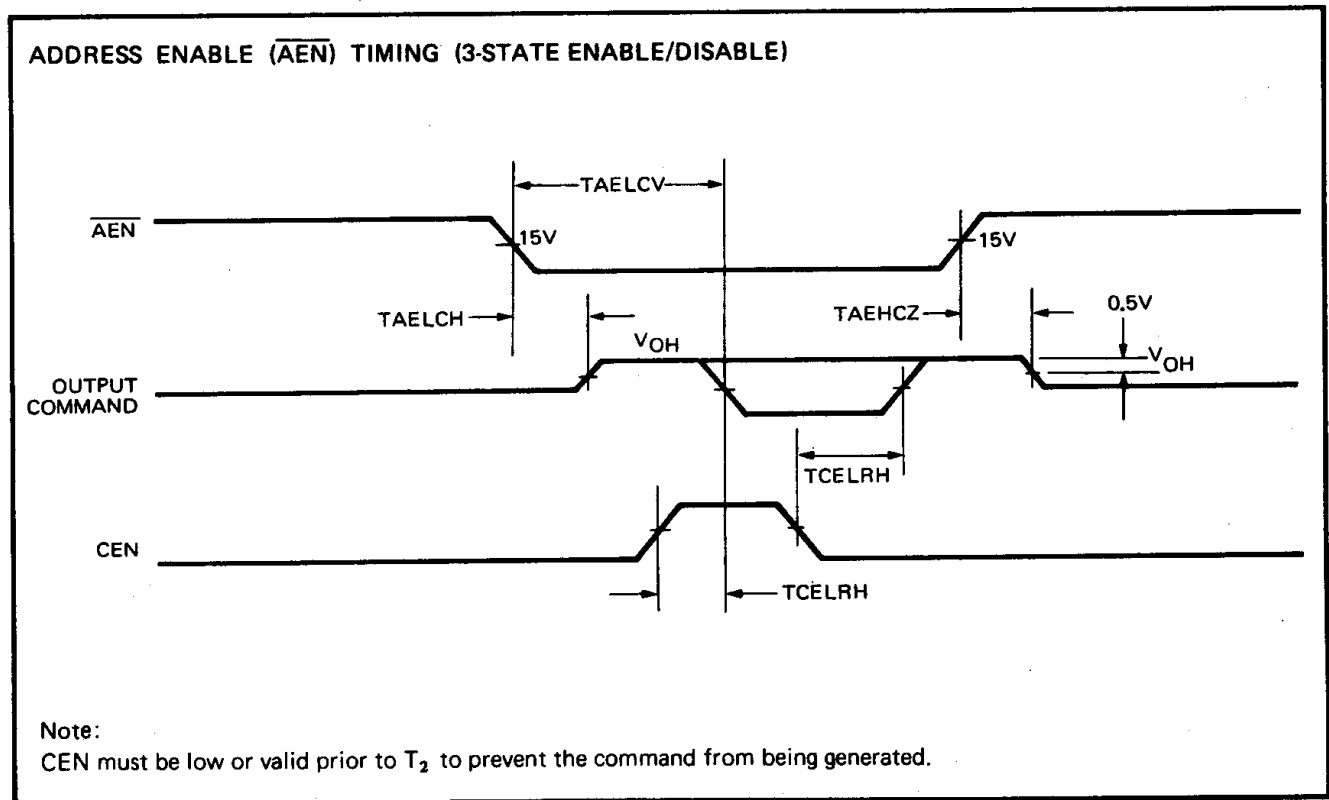 ADDRESS ENABLE (AEN) TIMING (3-STATE ENABLE/DISABLE)
TAELCV
AEN
15V
15V
TAELCH
TAEHCZ
0.5V
VOH
VOH
OUTPUT
COMMAND
TCELRH
CEN
TCELRH
Note:
CEN must be low or valid prior to T₂ to prevent the command from being generated.